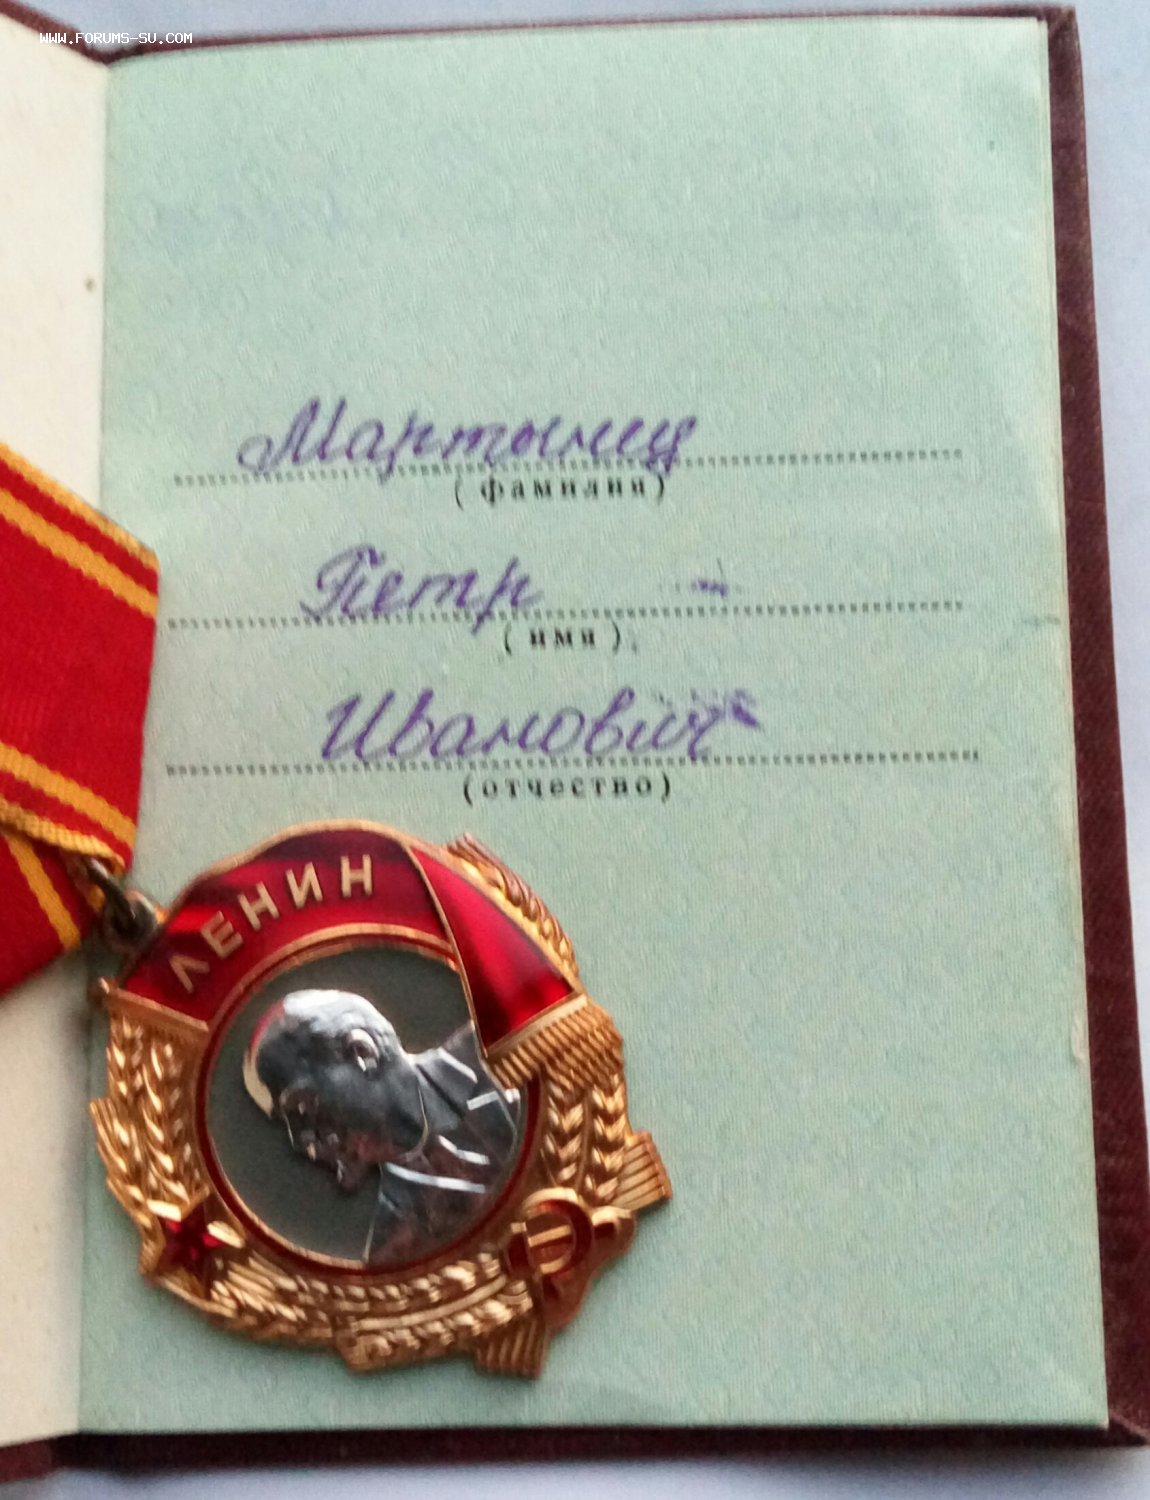 WWW.FORUMS-SU.COM
Мартынец
(фамилия)
Петр
(имя)
Иванович
(отчество)
ЛЕНИН